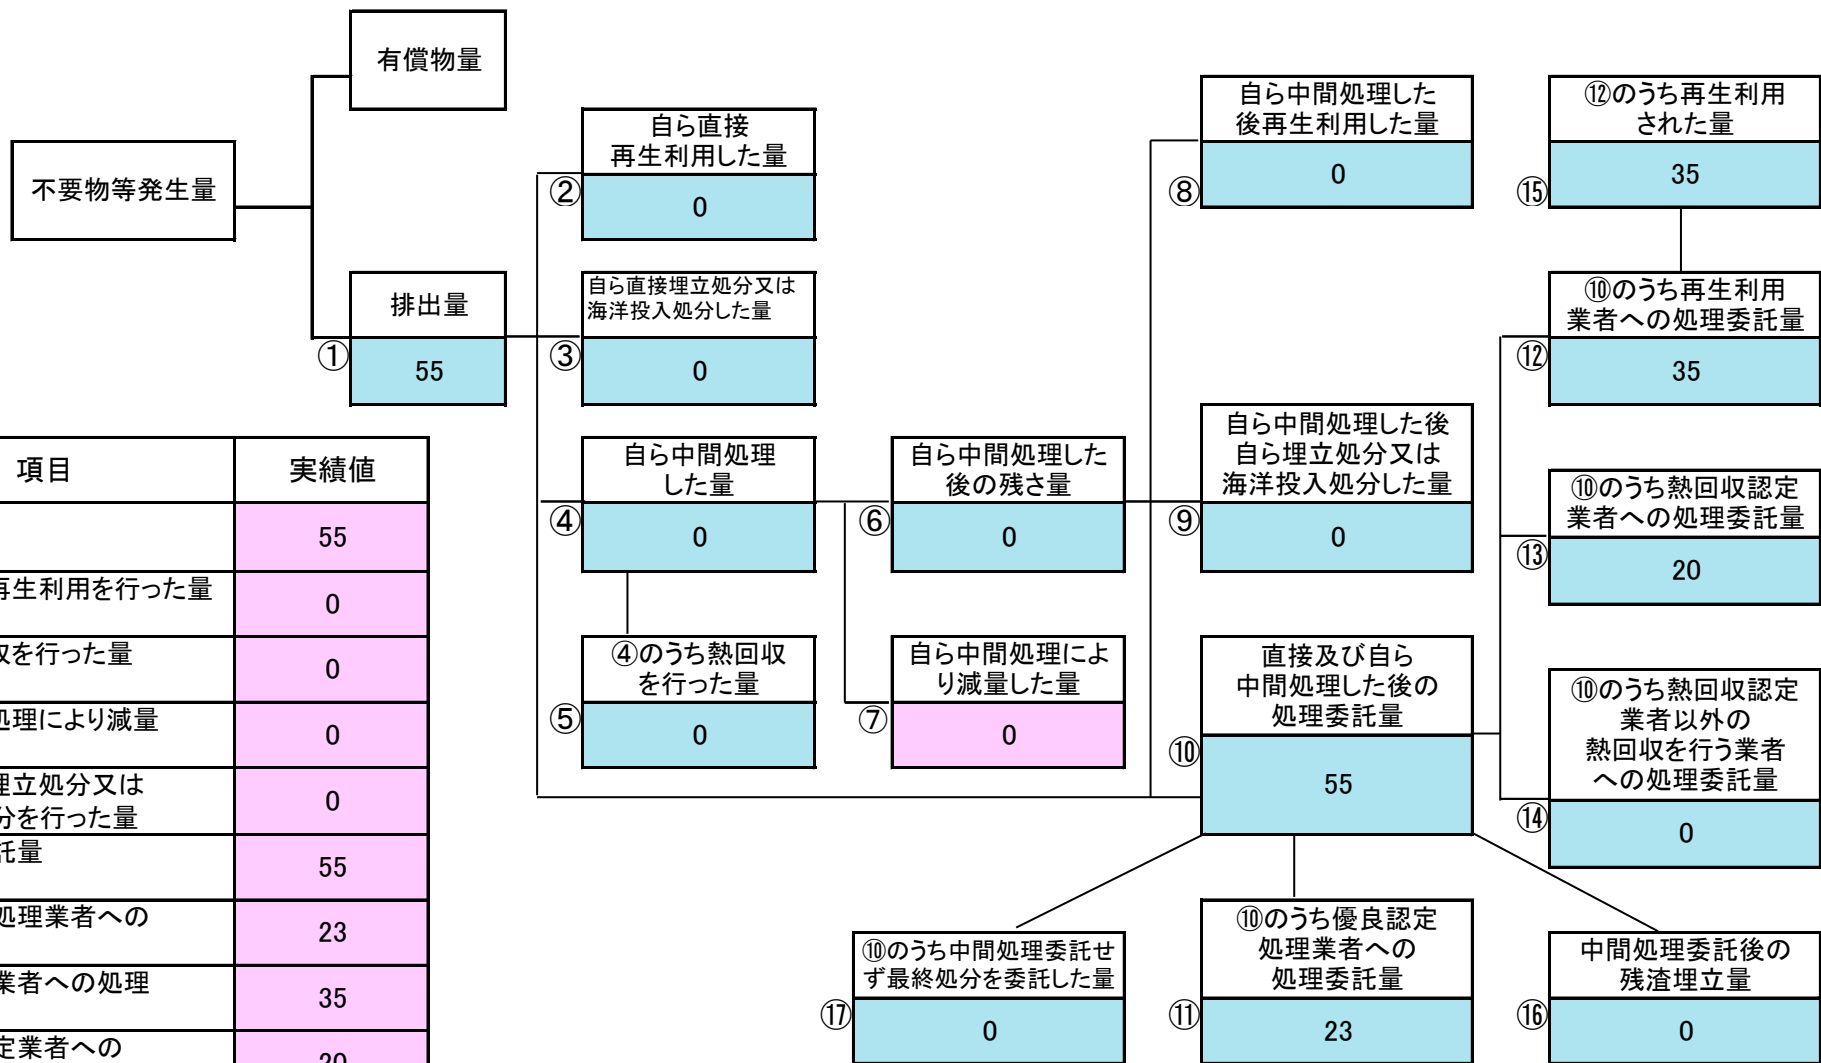 有償物量
不要物等発生量
排出量
①
55
自ら直接
再生利用した量
②
0
自ら直接埋立処分又は
海洋投入処分した量
③
0
自ら中間処理
した量
④
0
④のうち熱回収
を行った量
⑤
0
自ら中間処理した
後の残さ量
⑥
0
自ら中間処理によ
り減量した量
⑦
0
自ら中間処理した
後再生利用した量
⑧
0
自ら中間処理した後
自ら埋立処分又は
海洋投入処分した量
⑨
0
直接及び自ら
中間処理した後の
処理委託量
⑩
55
⑫のうち再生利用
された量
⑮
35
⑩のうち再生利用
業者への処理委託量
⑫
35
⑩のうち熱回収認定
業者への処理委託量
⑬
20
⑩のうち熱回収認定
業者以外の
熱回収を行う業者
への処理委託量
⑭
0
⑩のうち中間処理委託せ
ず最終処分を委託した量
⑰
0
⑩のうち優良認定
処理業者への
処理委託量
⑪
23
中間処理委託後の
残渣埋立量
⑯
0
項目 実績値
55
再生利用を行った量 0
を行った量 0
処理により減量 0
埋立処分又は
を行った量 0
託量 55
処理業者への 23
業者への処理 35
定業者への 20